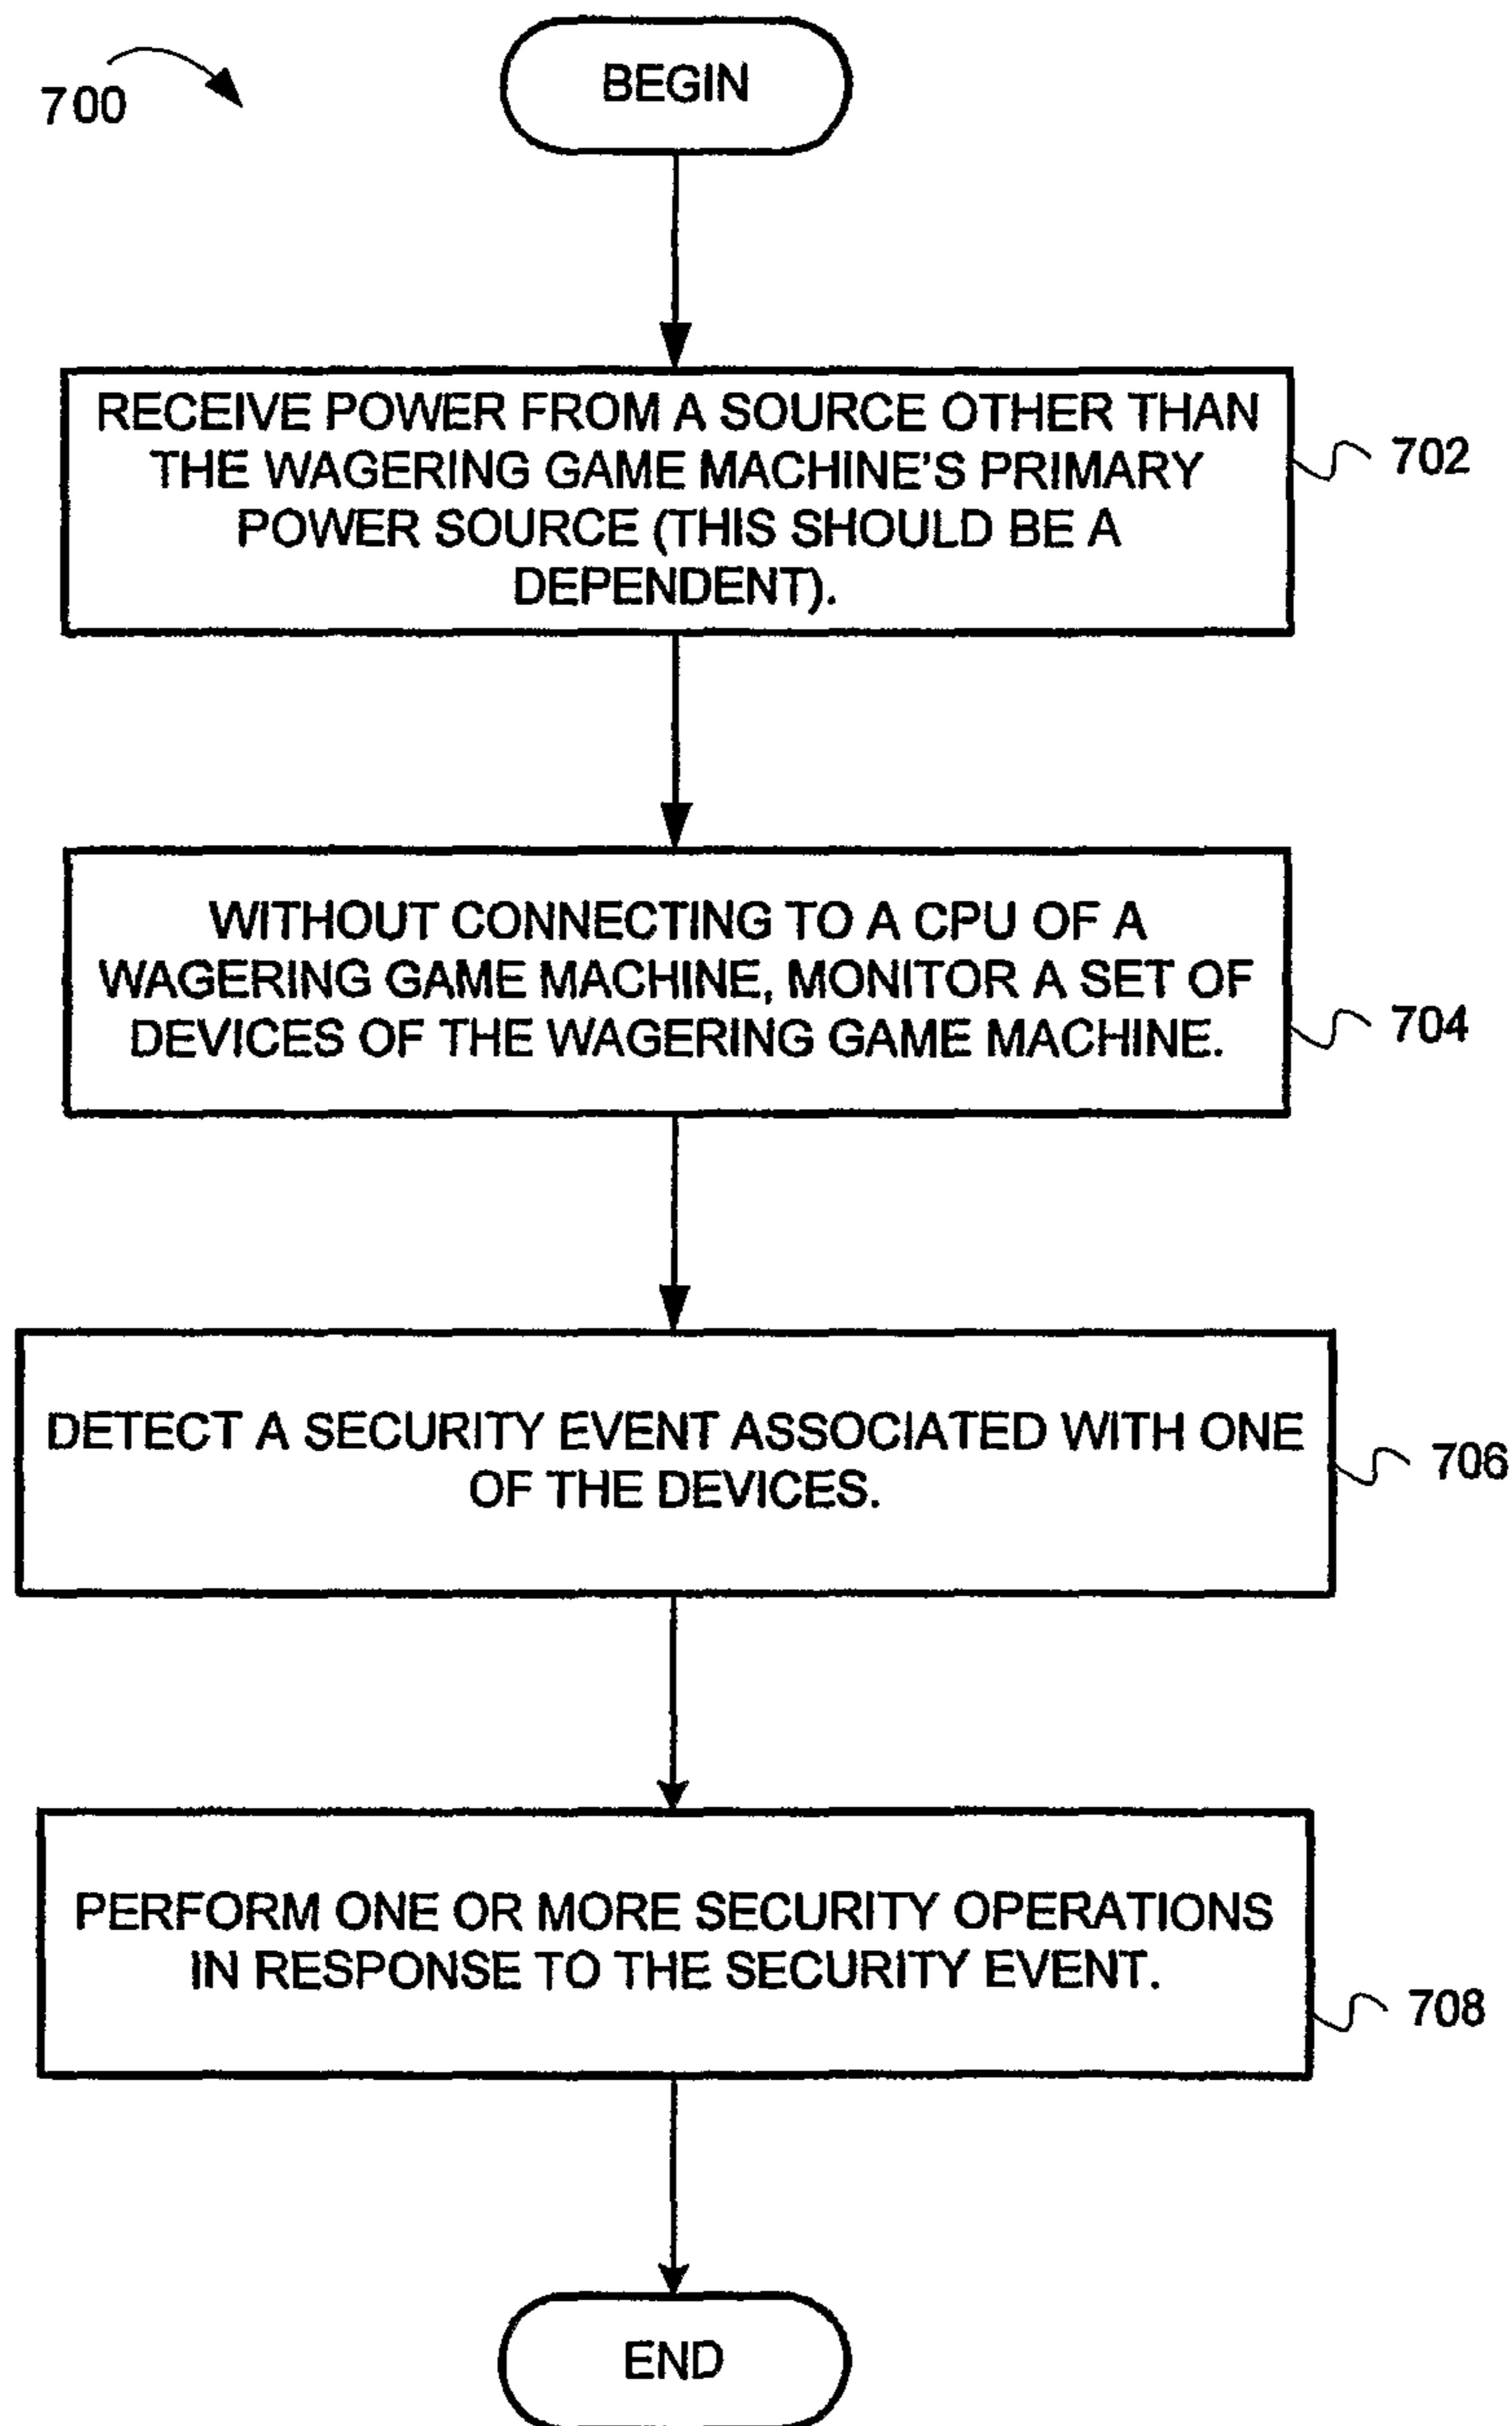 700
BEGIN
RECEIVE POWER FROM A SOURCE OTHER THAN
THE WAGERING GAME MACHINE'S PRIMARY
POWER SOURCE (THIS SHOULD BE A
DEPENDENT).
702
WITHOUT CONNECTING TO A CPU OF A
WAGERING GAME MACHINE, MONITOR A SET OF
DEVICES OF THE WAGERING GAME MACHINE.
704
DETECT A SECURITY EVENT ASSOCIATED WITH ONE
OF THE DEVICES.
706
PERFORM ONE OR MORE SECURITY OPERATIONS
IN RESPONSE TO THE SECURITY EVENT.
708
END